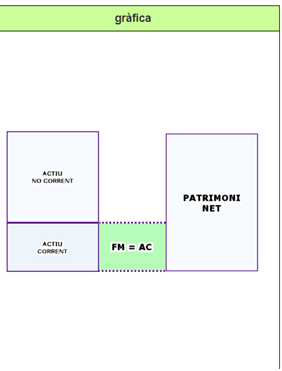 gràfica
ACTIU
NO CORRENT
PATRIMONI
NET
ACTIU
CORRENT
FM = AC